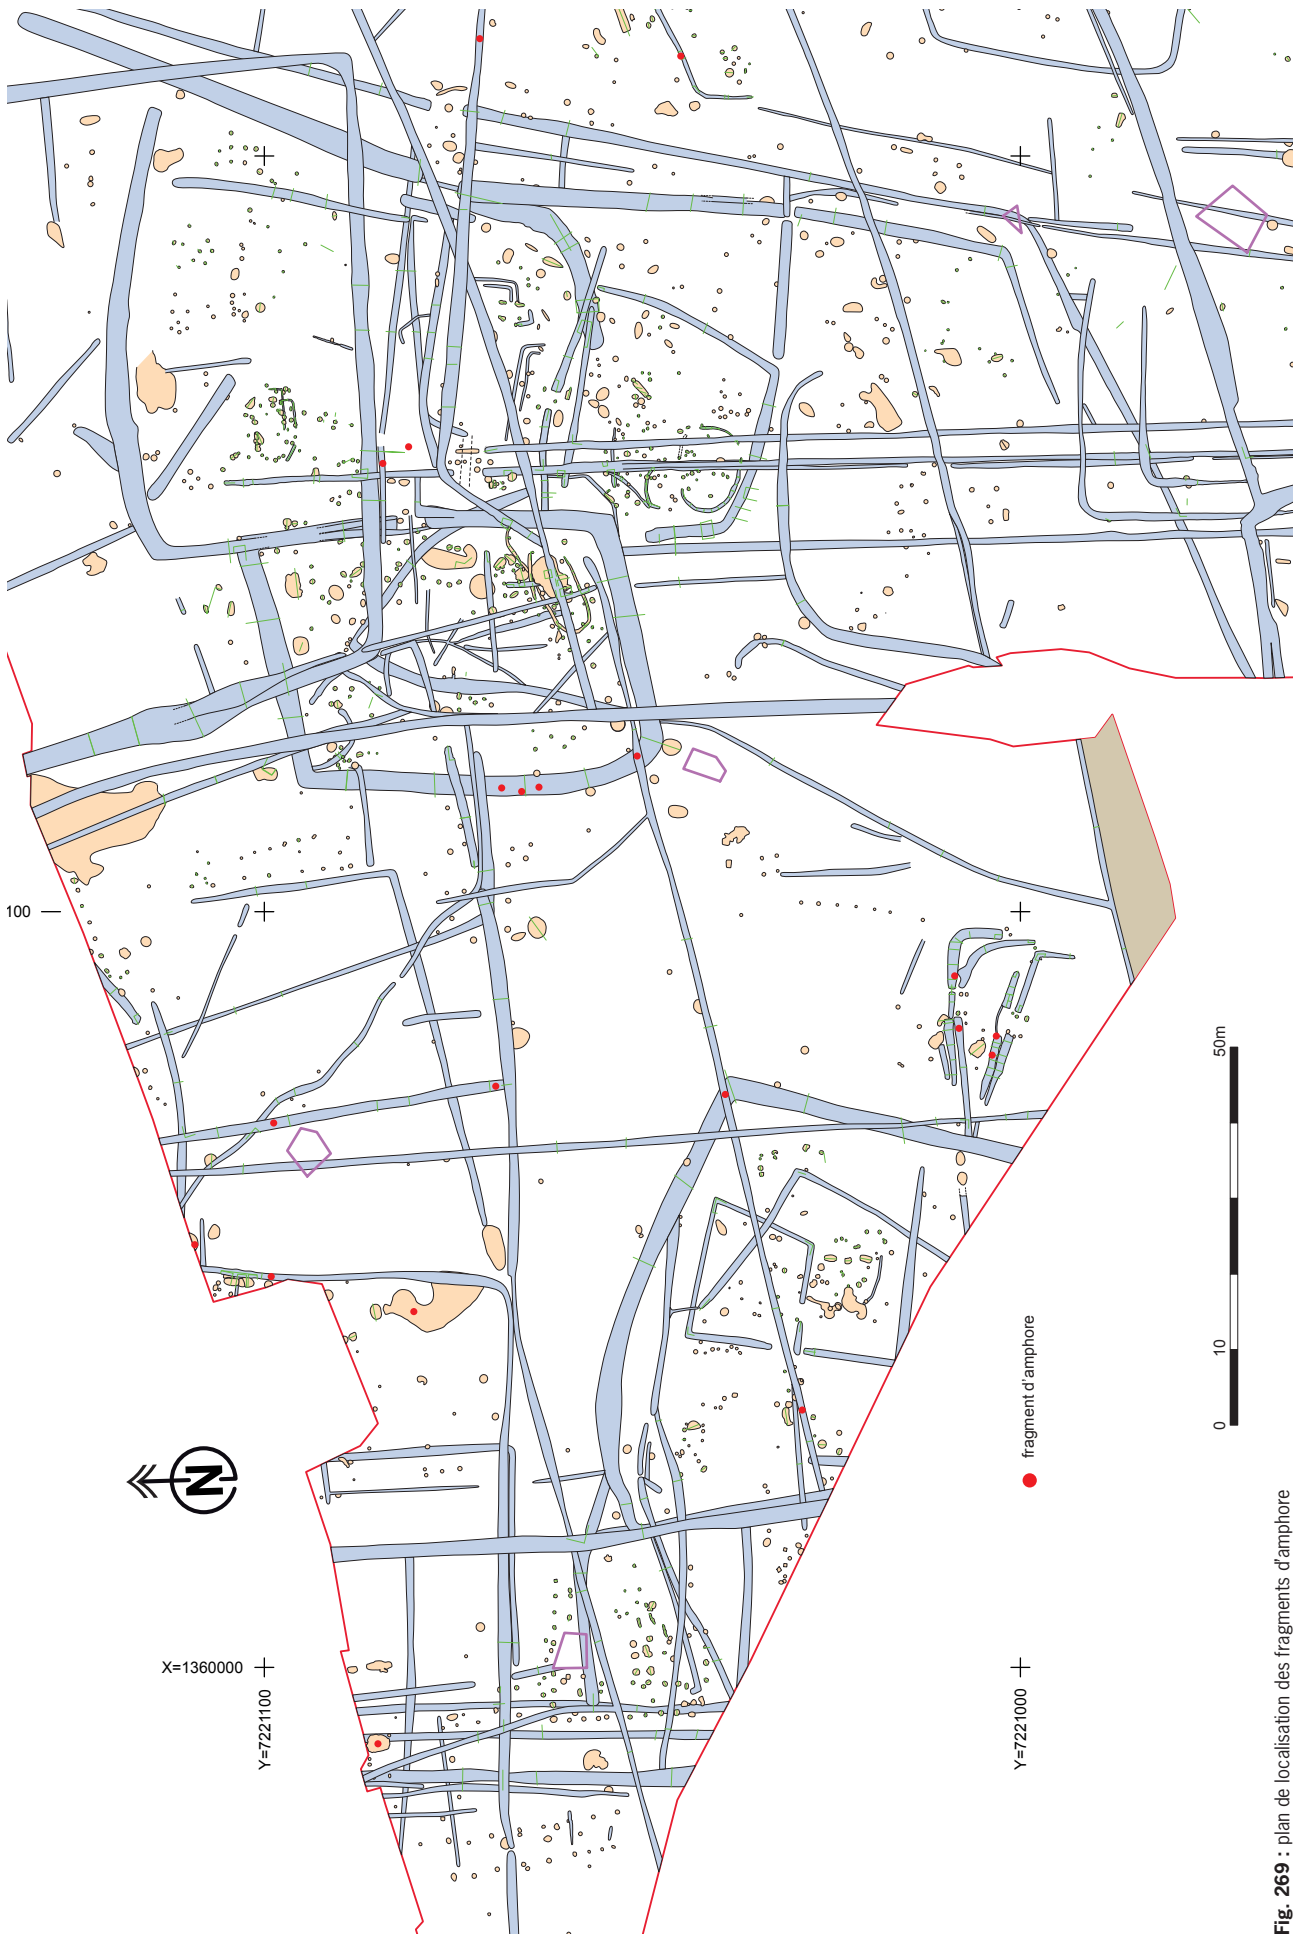 100
X=1360000
Y=7221100
Y=7221000
N
fragment d'amphore
0
10
50m
Fig. 269 : plan de localisation des fragments d'amphore